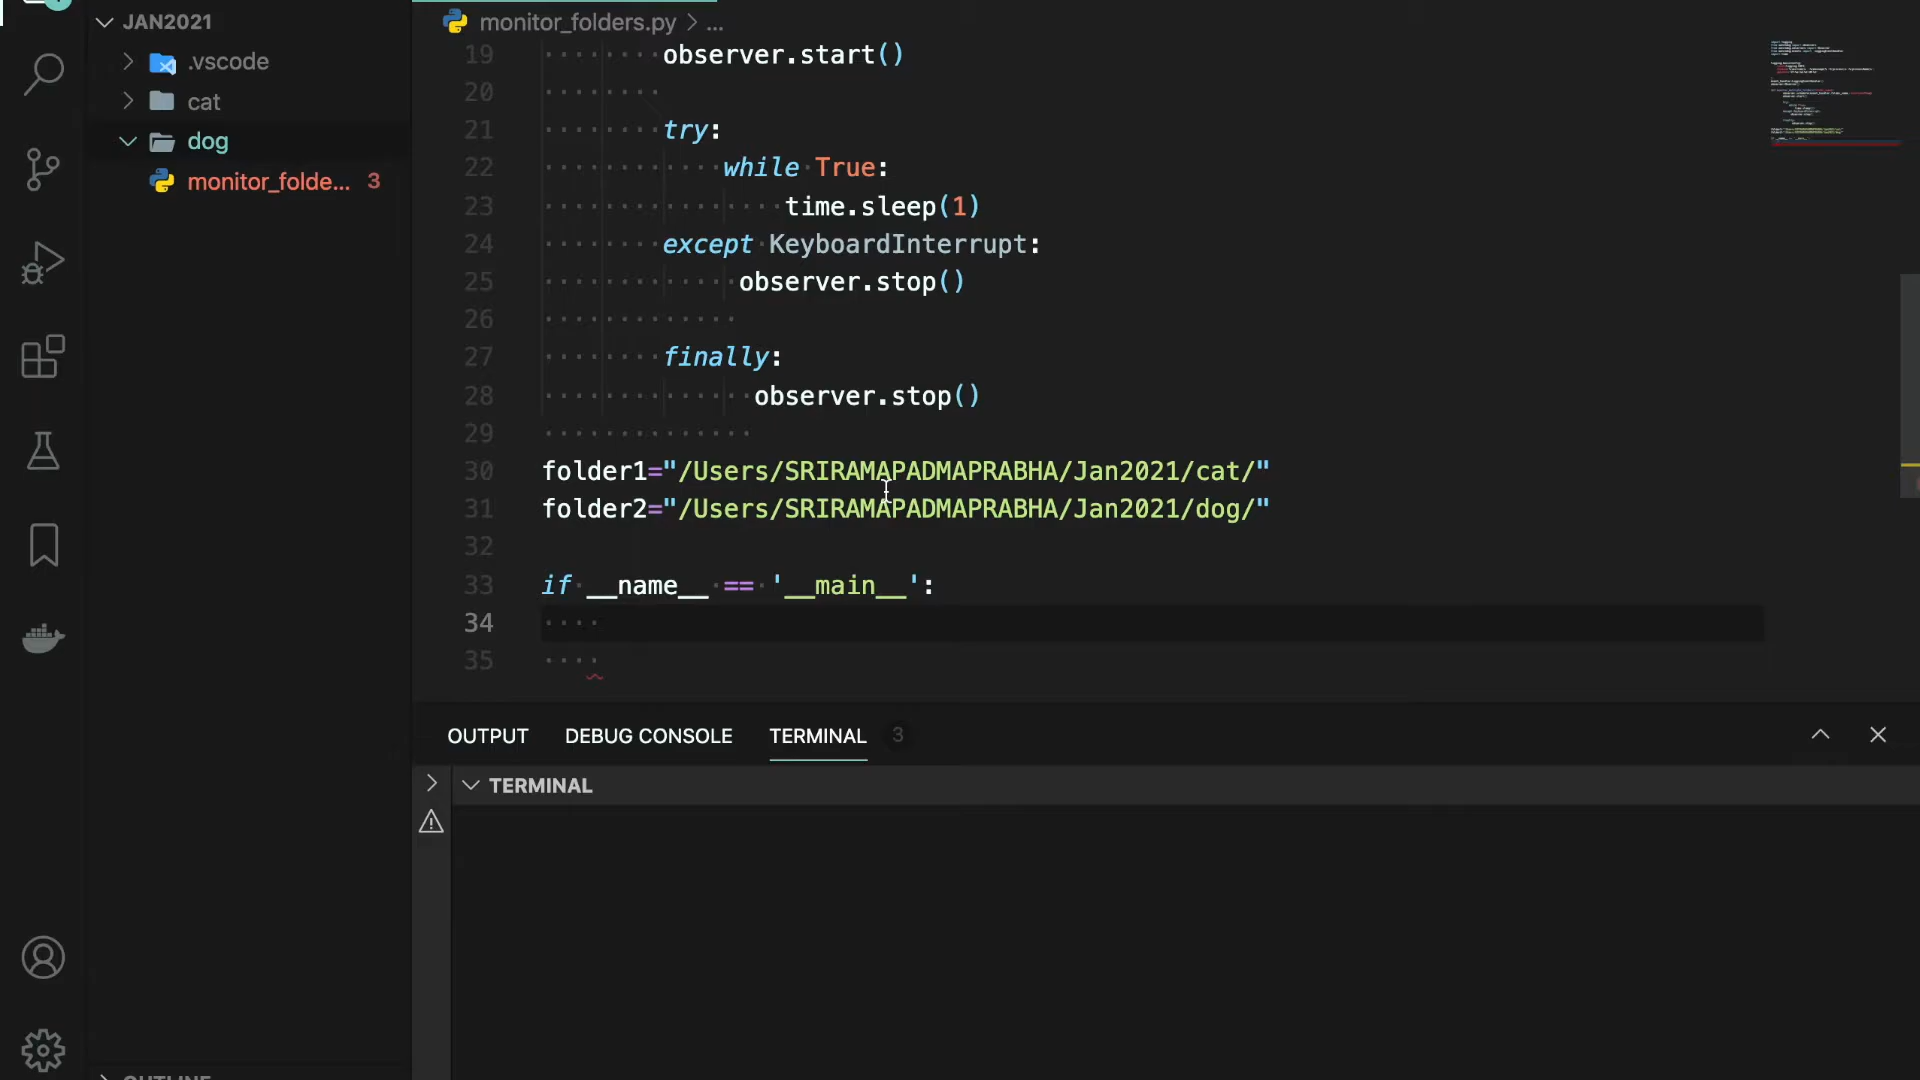 JAN2021
.vscode
cat
dog
monitor_folde... 3
monitor_folders.py > ...
19 observer.start()
20
21 try:
22 while True:
23 time.sleep(1)
24 except KeyboardInterrupt:
25 observer.stop()
26
27 finally:
28 observer.stop()
29
30 folder1="/Users/SRIRAMAPADMAPRABHA/Jan2021/cat/"
31 folder2="/Users/SRIRAMAPADMAPRABHA/Jan2021/dog/"
32
33 if __name__ == '__main__':
34
35
OUTPUT DEBUG CONSOLE TERMINAL 3
TERMINAL
OUTLINE